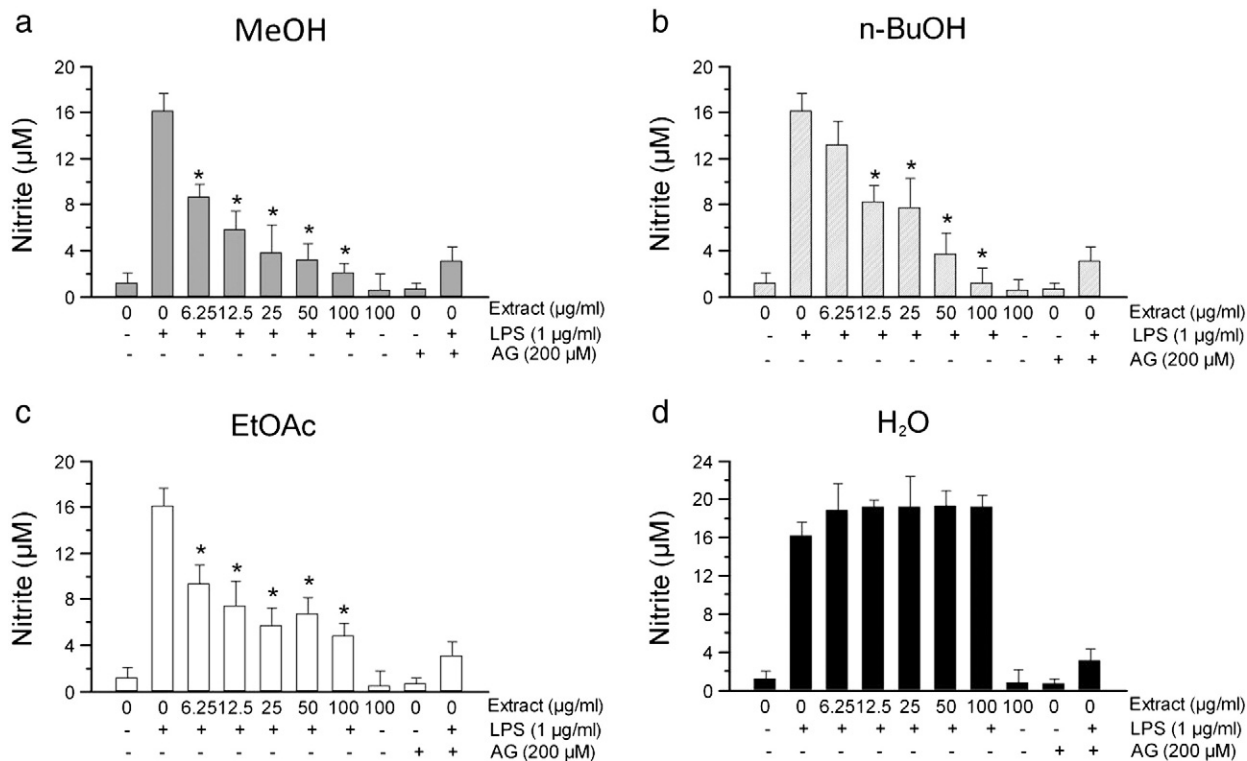 a
MeOH
Nitrite (µM)
20
16
12
8
4
0
* * * * *
0 0 6.25 12.5 25 50 100 100 0 0 Extract (µg/ml)
- + + + + + + - - + LPS (1 µg/ml)
- - - - - - - - + + AG (200 µM)
b
n-BuOH
Nitrite (µM)
20
16
12
8
4
0
* * * *
0 0 6.25 12.5 25 50 100 100 0 0 Extract (µg/ml)
- + + + + + + - - + LPS (1 µg/ml)
- - - - - - - - + + AG (200 µM)
c
EtOAc
Nitrite (µM)
20
16
12
8
4
0
* * * * *
0 0 6.25 12.5 25 50 100 100 0 0 Extract (µg/ml)
- + + + + + + - - + LPS (1 µg/ml)
- - - - - - - - + + AG (200 µM)
d
H₂O
Nitrite (µM)
24
20
16
12
8
4
0
0 0 6.25 12.5 25 50 100 100 0 0 Extract (µg/ml)
- + + + + + + - - + LPS (1 µg/ml)
- - - - - - - - + + AG (200 µM)